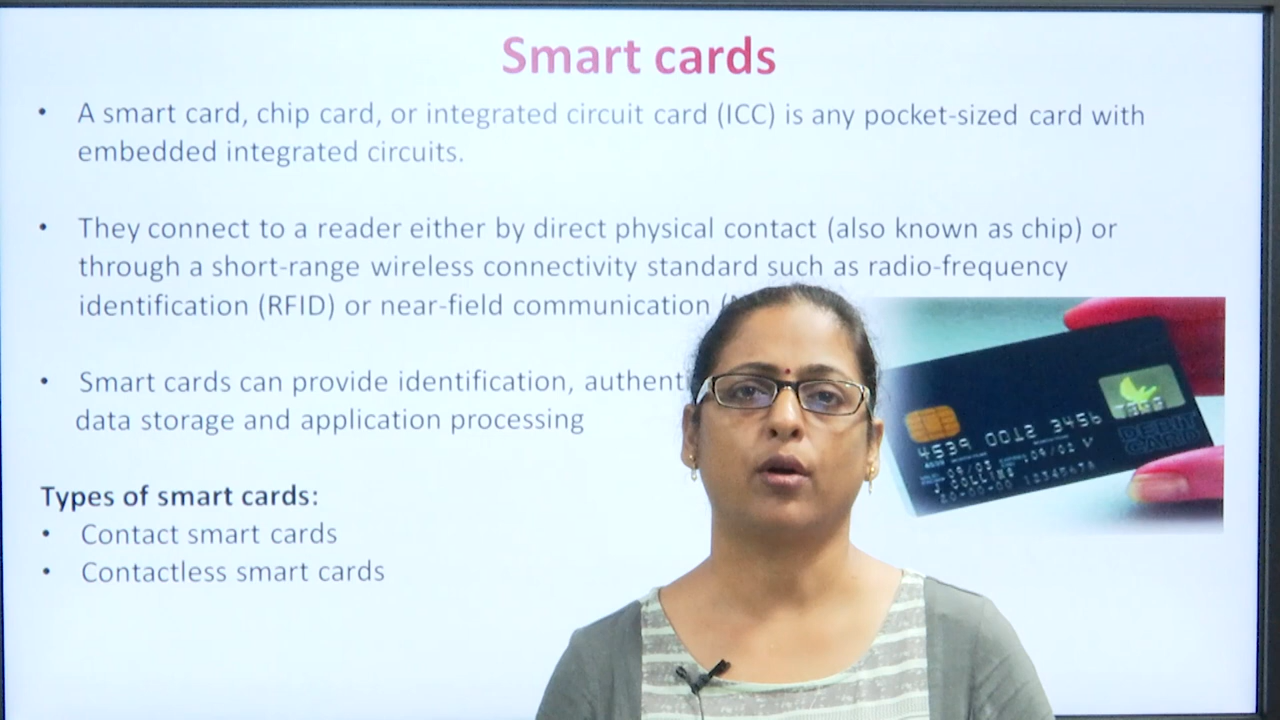 Smart cards
• A smart card, chip card, or integrated circuit card (ICC) is any pocket-sized card with
embedded integrated circuits.
• They connect to a reader either by direct physical contact (also known as chip) or
through a short-range wireless connectivity standard such as radio-frequency
identification (RFID) or near-field communication
• Smart cards can provide identification,
data storage and application processing
Types of smart cards:
• Contact smart cards
• Contactless smart cards
4539 0012 3456
DEBIT
CARD
J COLLINS